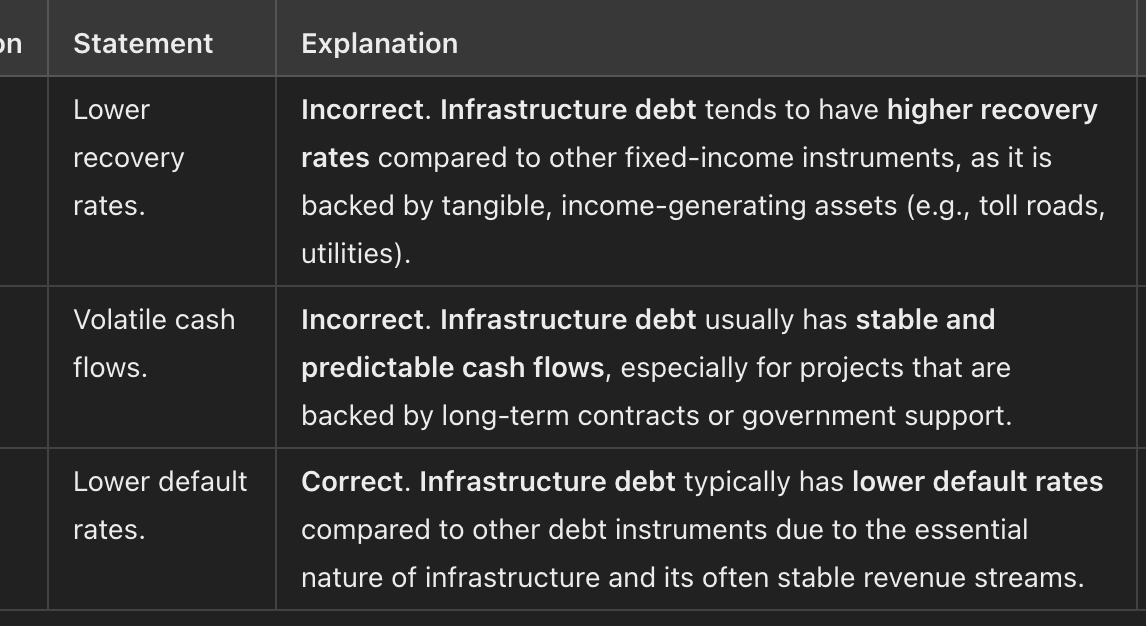 on Statement Explanation
Lower
recovery
rates.
Incorrect. Infrastructure debt tends to have higher recovery
rates compared to other fixed-income instruments, as it is
backed by tangible, income-generating assets (e.g., toll roads,
utilities).
Volatile cash
flows.
Incorrect. Infrastructure debt usually has stable and
predictable cash flows, especially for projects that are
backed by long-term contracts or government support.
Lower default
rates.
Correct. Infrastructure debt typically has lower default rates
compared to other debt instruments due to the essential
nature of infrastructure and its often stable revenue streams.